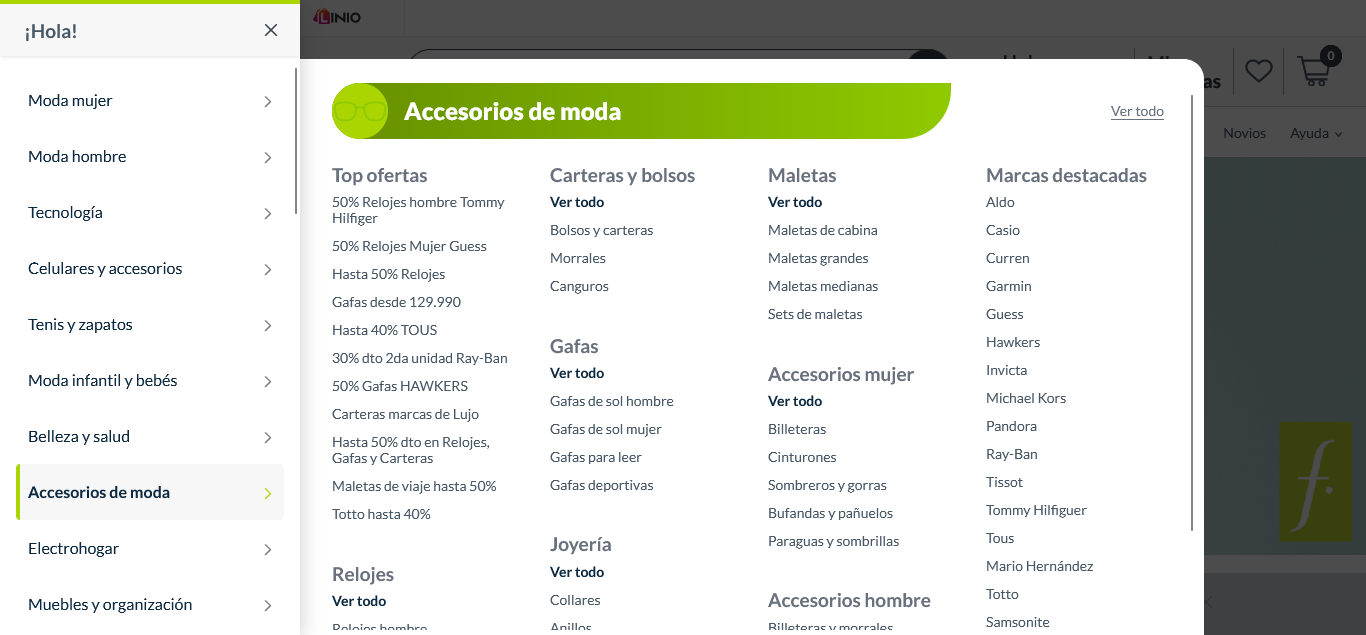 ¡Hola!
Moda mujer
Moda hombre
Tecnología
Celulares y accesorios
Tenis y zapatos
Moda infantil y bebés
Belleza y salud
Accesorios de moda
Electrohogar
Muebles y organización
LINIO
0
Novios
Ayuda
Accesorios de moda
Ver todo
Top ofertas
50% Relojes hombre Tommy
Hilfiger
50% Relojes Mujer Guess
Hasta 50% Relojes
Gafas desde 129.990
Hasta 40% TOUS
30% dto 2da unidad Ray-Ban
50% Gafas HAWKERS
Carteras marcas de Lujo
Hasta 50% dto en Relojes,
Gafas y Carteras
Maletas de viaje hasta 50%
Totto hasta 40%
Relojes
Ver todo
Relojes hombre
Carteras y bolsos
Ver todo
Bolsos y carteras
Morrales
Canguros
Gafas
Ver todo
Gafas de sol hombre
Gafas de sol mujer
Gafas para leer
Gafas deportivas
Joyería
Ver todo
Collares
Anillos
Maletas
Ver todo
Maletas de cabina
Maletas grandes
Maletas medianas
Sets de maletas
Accesorios mujer
Ver todo
Billeteras
Cinturones
Sombreros y gorras
Bufandas y pañuelos
Paraguas y sombrillas
Accesorios hombre
Billeteras y morrales
Marcas destacadas
Aldo
Casio
Curren
Garmin
Guess
Hawkers
Invicta
Michael Kors
Pandora
Ray-Ban
Tissot
Tommy Hilfiguer
Tous
Mario Hernández
Totto
Samsonite
f.